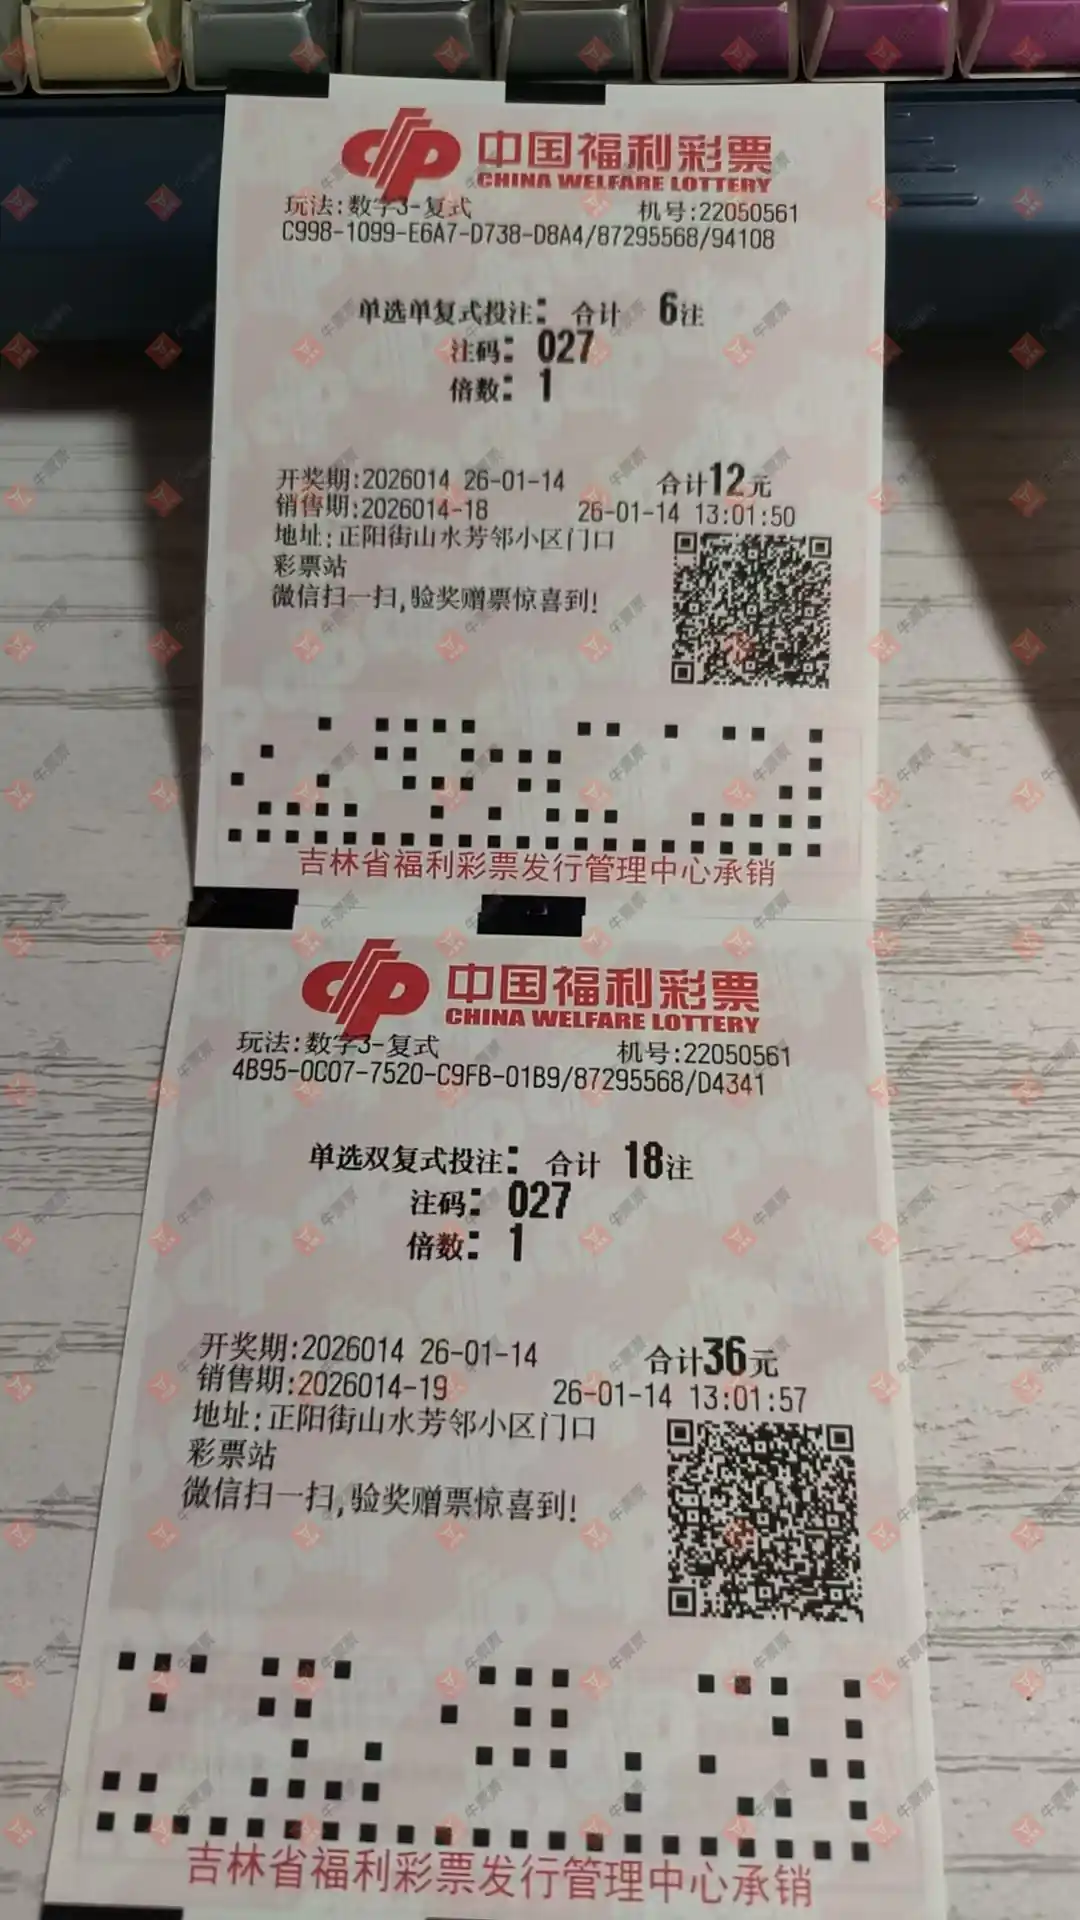 中国福利彩票
CHINA WELFARE LOTTERY
玩法:数字3-复式 机号:22050561
C998-1099-E6A7-D738-D8A4/87295568/94108
单选单复式投注: 合计 6注
注码: 027
倍数: 1
开奖期:2026014 26-01-14 合计12元
销售期:2026014-18 26-01-14 13:01:50
地址:正阳街山水芳邻小区门口
彩票站
微信扫一扫,验奖赠票惊喜到!
吉林省福利彩票发行管理中心承销
中国福利彩票
CHINA WELFARE LOTTERY
玩法:数字3-复式 机号:22050561
4B95-0C07-7520-C9FB-01B9/87295568/D4341
单选双复式投注: 合计 18注
注码: 027
倍数: 1
开奖期:2026014 26-01-14 合计36元
销售期:2026014-19 26-01-14 13:01:57
地址:正阳街山水芳邻小区门口
彩票站
微信扫一扫,验奖赠票惊喜到!
吉林省福利彩票发行管理中心承销